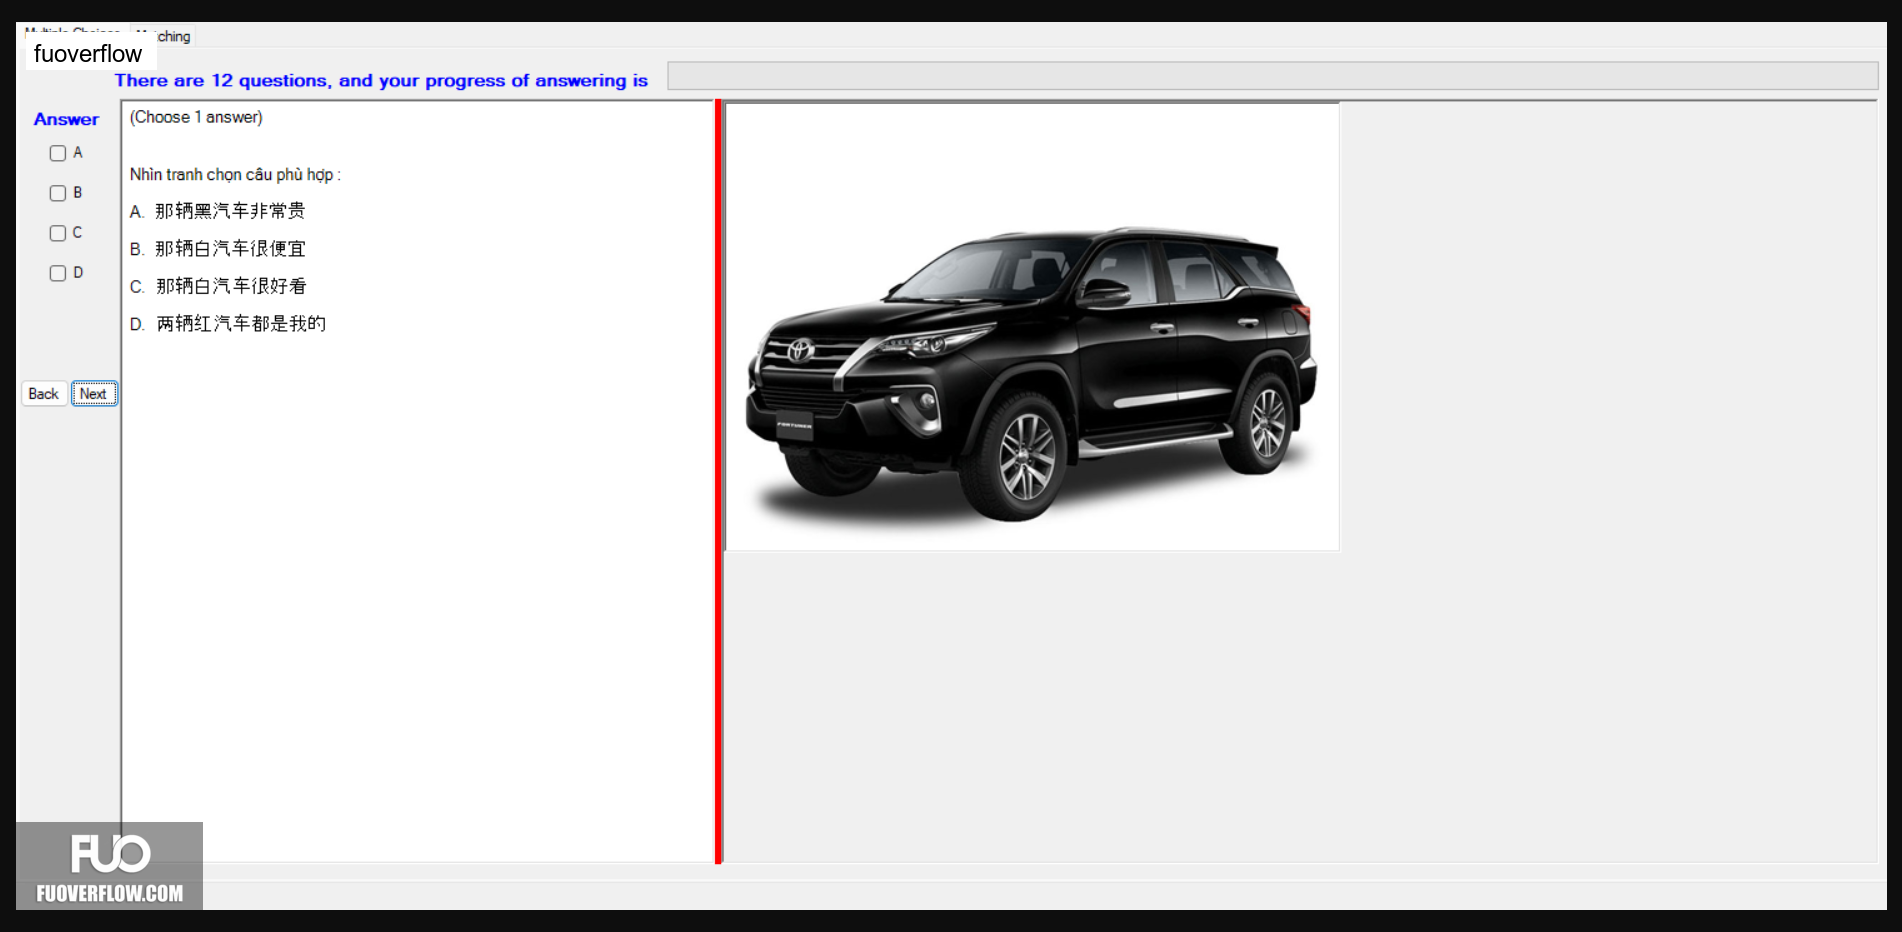 Matching
fuoverflow
There are 12 questions, and your progress of answering is
Answer
A
B
C
D
Back
Next
(Choose 1 answer)
Nhìn tranh chọn câu phù hợp :
A. 那辆黑汽车非常贵
B. 那辆白汽车很便宜
C. 那辆白汽车很好看
D. 两辆红汽车都是我的
FORTUNER
FUO
FUOVERFLOW.COM